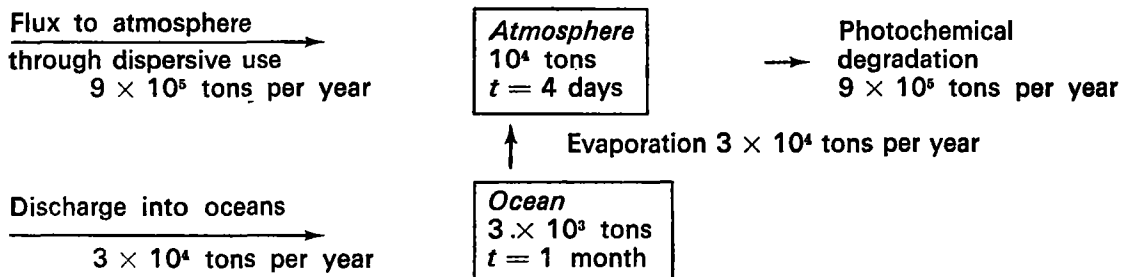 Flux to atmosphere
through dispersive use
9 × 10⁵ tons per year
Atmosphere
10⁴ tons
t = 4 days
Photochemical
degradation
9 × 10⁵ tons per year
Evaporation 3 × 10⁴ tons per year
Discharge into oceans
3 × 10⁴ tons per year
Ocean
3 .× 10³ tons
t = 1 month